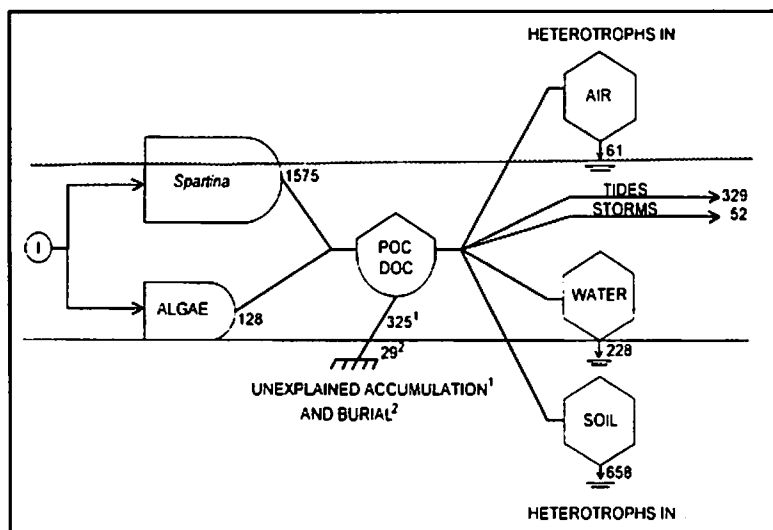 HETEROTROPHS IN
AIR
61
Spartina
1575
TIDES
329
STORMS
52
I
POC
DOC
WATER
ALGAE
128
325¹
29²
228
UNEXPLAINED ACCUMULATION¹
AND BURIAL²
SOIL
658
HETEROTROPHS IN